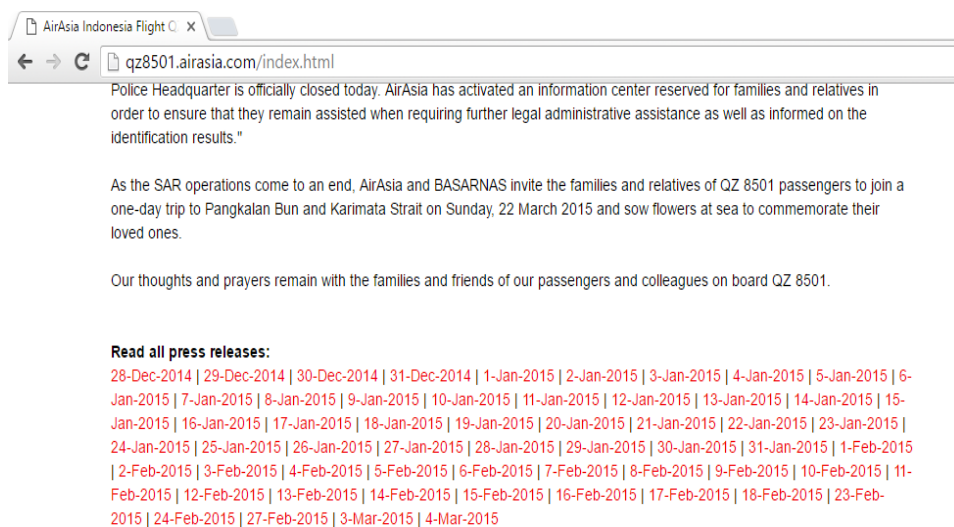 AirAsia Indonesia Flight Q
qz8501.airasia.com/index.html
Police Headquarter is officially closed today. AirAsia has activated an information center reserved for families and relatives in
order to ensure that they remain assisted when requiring further legal administrative assistance as well as informed on the
identification results."
As the SAR operations come to an end, AirAsia and BASARNAS invite the families and relatives of QZ 8501 passengers to join a
one-day trip to Pangkalan Bun and Karimata Strait on Sunday, 22 March 2015 and sow flowers at sea to commemorate their
loved ones.
Our thoughts and prayers remain with the families and friends of our passengers and colleagues on board QZ 8501.
Read all press releases:
28-Dec-2014 | 29-Dec-2014 | 30-Dec-2014 | 31-Dec-2014 | 1-Jan-2015 | 2-Jan-2015 | 3-Jan-2015 | 4-Jan-2015 | 5-Jan-2015 | 6-
Jan-2015 | 7-Jan-2015 | 8-Jan-2015 | 9-Jan-2015 | 10-Jan-2015 | 11-Jan-2015 | 12-Jan-2015 | 13-Jan-2015 | 14-Jan-2015 | 15-
Jan-2015 | 16-Jan-2015 | 17-Jan-2015 | 18-Jan-2015 | 19-Jan-2015 | 20-Jan-2015 | 21-Jan-2015 | 22-Jan-2015 | 23-Jan-2015 |
24-Jan-2015 | 25-Jan-2015 | 26-Jan-2015 | 27-Jan-2015 | 28-Jan-2015 | 29-Jan-2015 | 30-Jan-2015 | 31-Jan-2015 | 1-Feb-2015
| 2-Feb-2015 | 3-Feb-2015 | 4-Feb-2015 | 5-Feb-2015 | 6-Feb-2015 | 7-Feb-2015 | 8-Feb-2015 | 9-Feb-2015 | 10-Feb-2015 | 11-
Feb-2015 | 12-Feb-2015 | 13-Feb-2015 | 14-Feb-2015 | 15-Feb-2015 | 16-Feb-2015 | 17-Feb-2015 | 18-Feb-2015 | 23-Feb-
2015 | 24-Feb-2015 | 27-Feb-2015 | 3-Mar-2015 | 4-Mar-2015